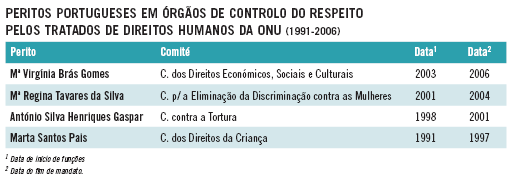 PERITOS PORTUGUESES EM ÓRGÃOS DE CONTROLO DO RESPEITO
PELOS TRATADOS DE DIREITOS HUMANOS DA ONU (1991-2006)
Perito Comité Data¹ Data²
Mª Virgínia Brás Gomes C. dos Direitos Económicos, Sociais e Culturais 2003 2006
Mª Regina Tavares da Silva C. p/ a Eliminação da Discriminação contra as Mulheres 2001 2004
António Silva Henriques Gaspar C. contra a Tortura 1998 2001
Marta Santos Pais C. dos Direitos da Criança 1991 1997
¹ Data de início de funções
² Data do fim de mandato.